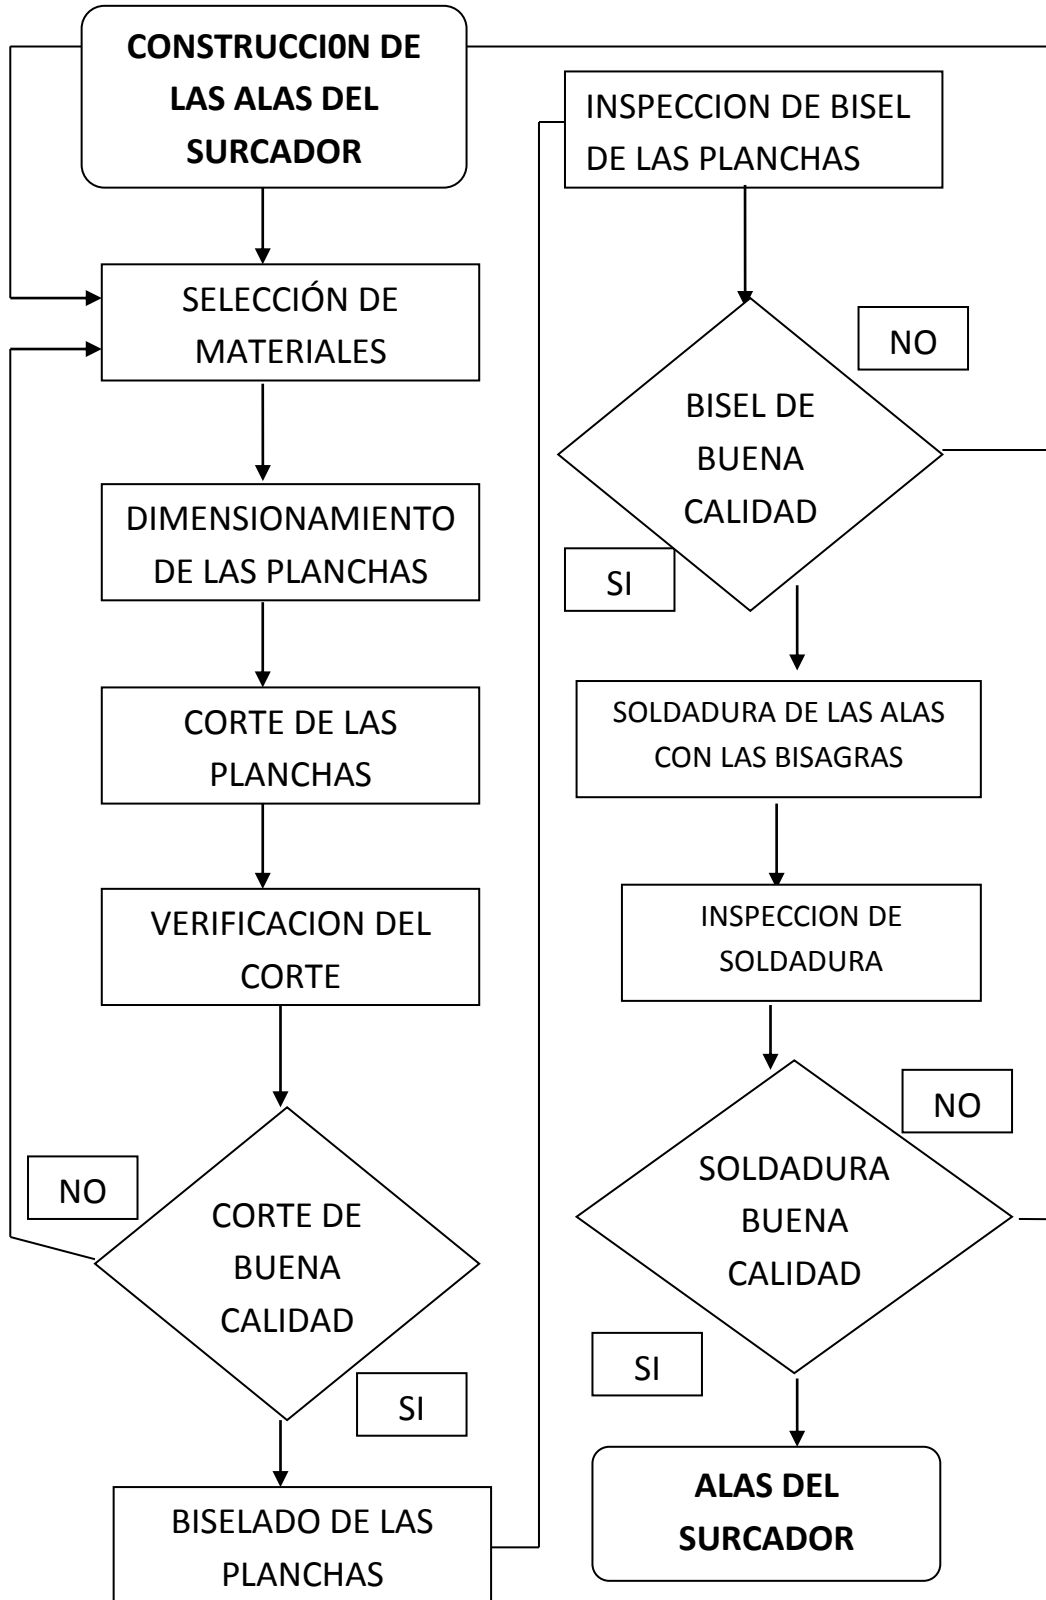 CONSTRUCCI0N DE
LAS ALAS DEL
SURCADOR
SELECCIÓN DE
MATERIALES
DIMENSIONAMIENTO
DE LAS PLANCHAS
CORTE DE LAS
PLANCHAS
VERIFICACION DEL
CORTE
NO
CORTE DE
BUENA
CALIDAD
SI
BISELADO DE LAS
PLANCHAS
INSPECCION DE BISEL
DE LAS PLANCHAS
NO
BISEL DE
BUENA
CALIDAD
SI
SOLDADURA DE LAS ALAS
CON LAS BISAGRAS
INSPECCION DE
SOLDADURA
NO
SOLDADURA
BUENA
CALIDAD
SI
ALAS DEL
SURCADOR